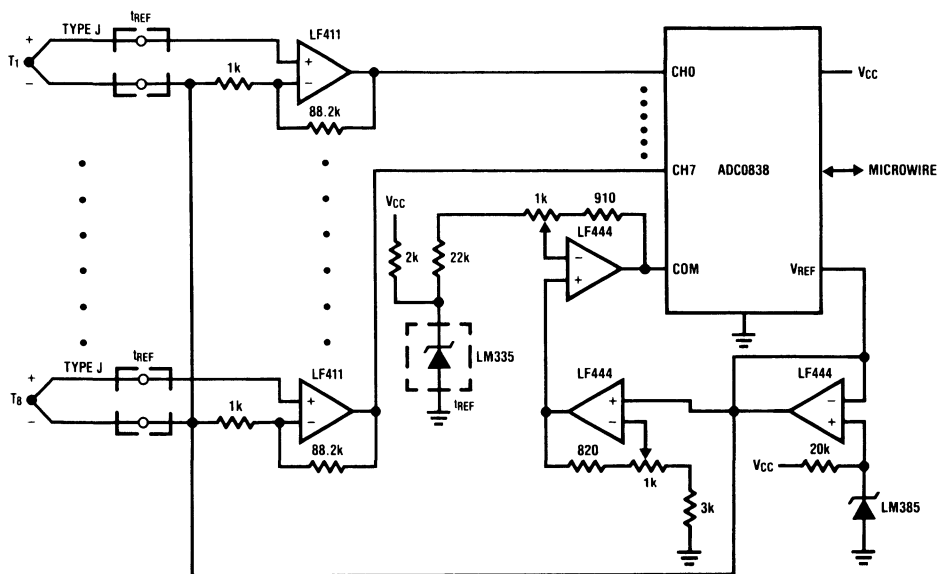 TYPE J
tREF
LF411
+
T1
−
1k
+
−
88.2k
CH0
VCC
ADC0838
CH7
MICROWIRE
VCC
1k
910
LF444
2k
22k
−
+
COM
VREF
LM335
tREF
TYPE J
tREF
LF411
+
T8
−
1k
+
−
88.2k
LF444
+
−
820
1k
3k
LF444
−
+
20k
VCC
LM385